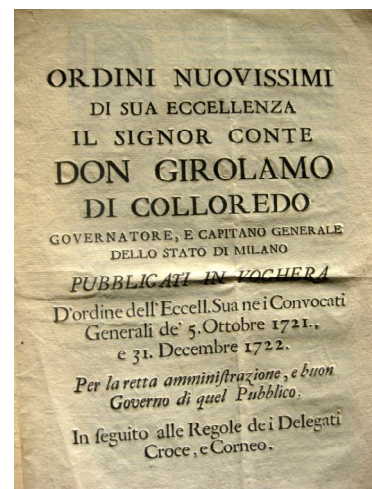 ORDINI NUOVISSIMI
DI SUA ECCELLENZA
IL SIGNOR CONTE
DON GIROLAMO
DI COLLOREDO
GOVERNATORE, E CAPITANO GENERALE
DELLO STATO DI MILANO
PUBBLICATI IN VOGHERA
D'ordine dell'Eccell. Sua ne i Convocati
Generali de' 5. Ottobre 1721.,
e 31. Decembre 1722.
Per la retta amminiſtrazione, e buon
Governo di quel Pubblico.
In ſeguito alle Regole de i Delegati
Croce, e Corneo.